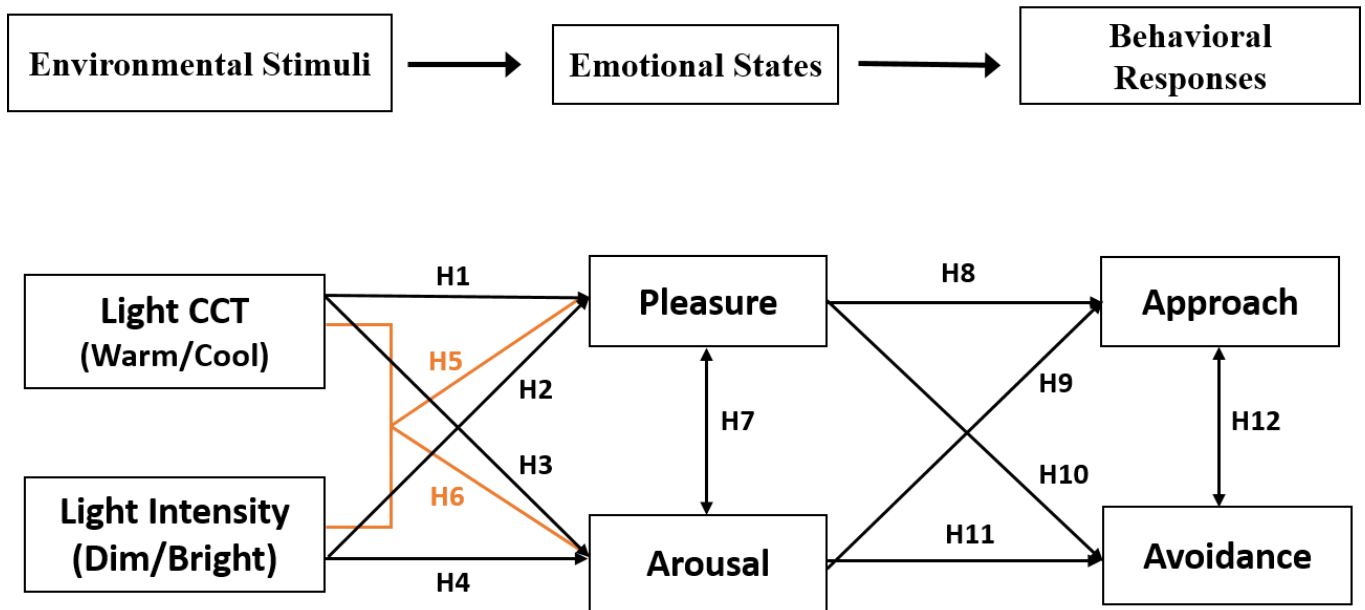 Environmental Stimuli
Emotional States
Behavioral
Responses
Light CCT
(Warm/Cool)
H1
Pleasure
H8
Approach
H5
H2
H9
H7
H12
H3
H10
H6
Light Intensity
(Dim/Bright)
H4
Arousal
H11
Avoidance